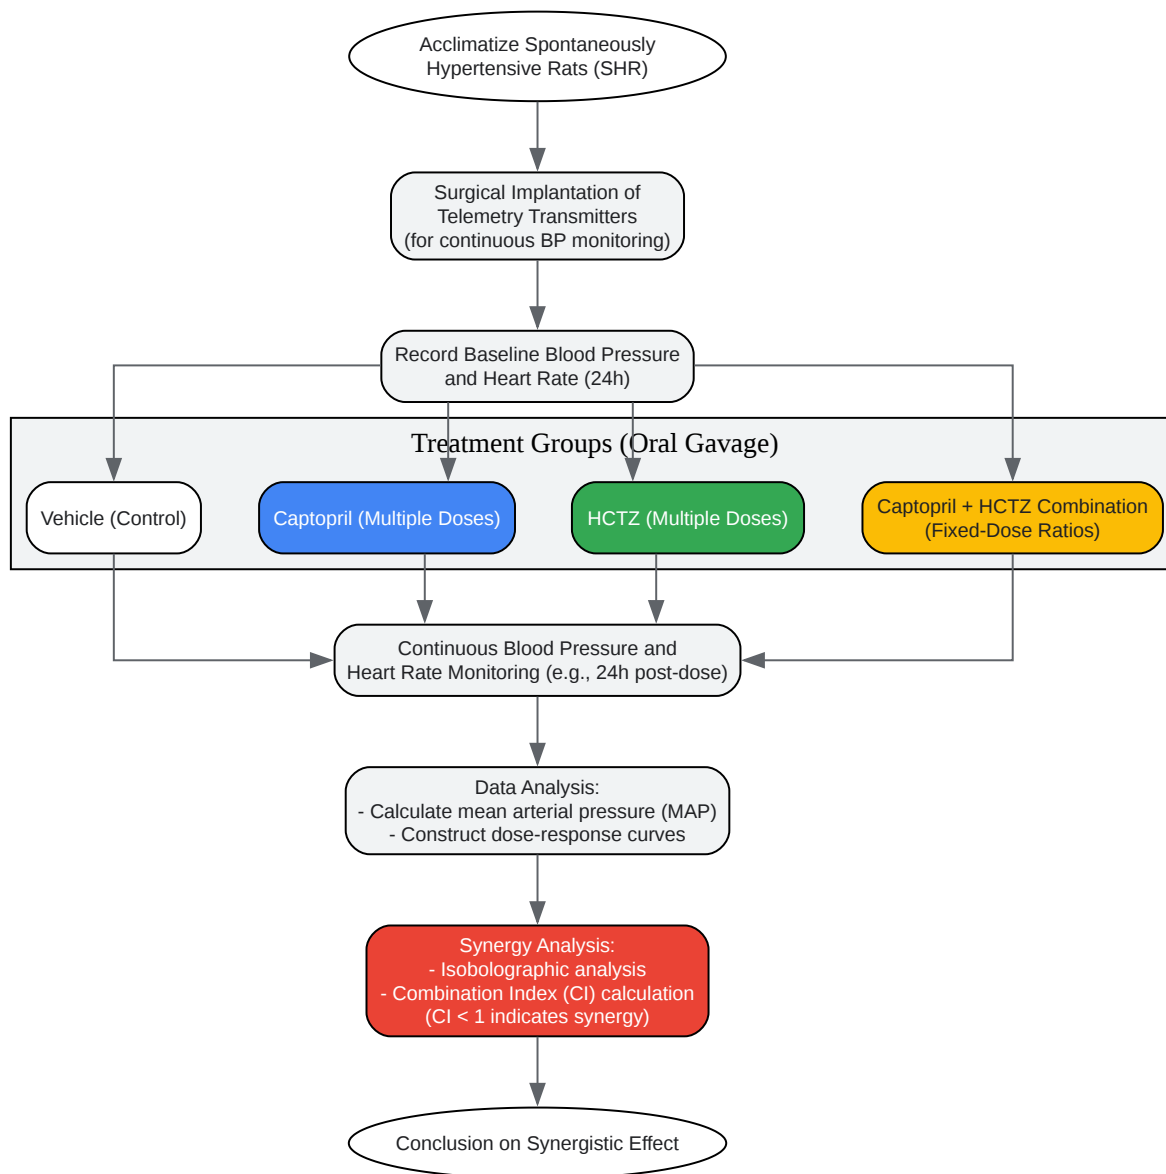 Acclimatize Spontaneously
Hypertensive Rats (SHR)
Surgical Implantation of
Telemetry Transmitters
(for continuous BP monitoring)
Record Baseline Blood Pressure
and Heart Rate (24h)
Treatment Groups (Oral Gavage)
Vehicle (Control)
Captopril (Multiple Doses)
HCTZ (Multiple Doses)
Captopril + HCTZ Combination
(Fixed-Dose Ratios)
Continuous Blood Pressure and
Heart Rate Monitoring (e.g., 24h post-dose)
Data Analysis:
- Calculate mean arterial pressure (MAP)
- Construct dose-response curves
Synergy Analysis:
- Isobolographic analysis
- Combination Index (CI) calculation
(CI < 1 indicates synergy)
Conclusion on Synergistic Effect